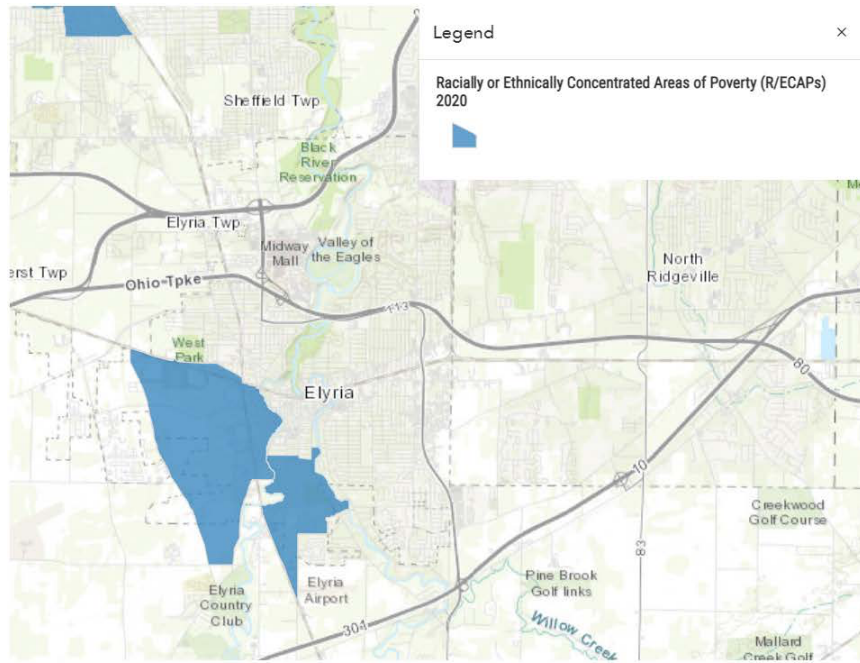 Legend
×
Racially or Ethnically Concentrated Areas of Poverty (R/ECAPs)
2020
Sheffield Twp
Black
River
Reservation
Elyria Twp
Midway
Mall
Valley of
the Eagles
North
Ridgeville
erst Twp
Ohio-Tpke
113
West
Park
Elyria
80
10
Creekwood
Golf Course
83
Elyria
Country
Club
Elyria
Airport
Pine Brook
Golf links
301
Willow Creek
Mallard
Creek Golf